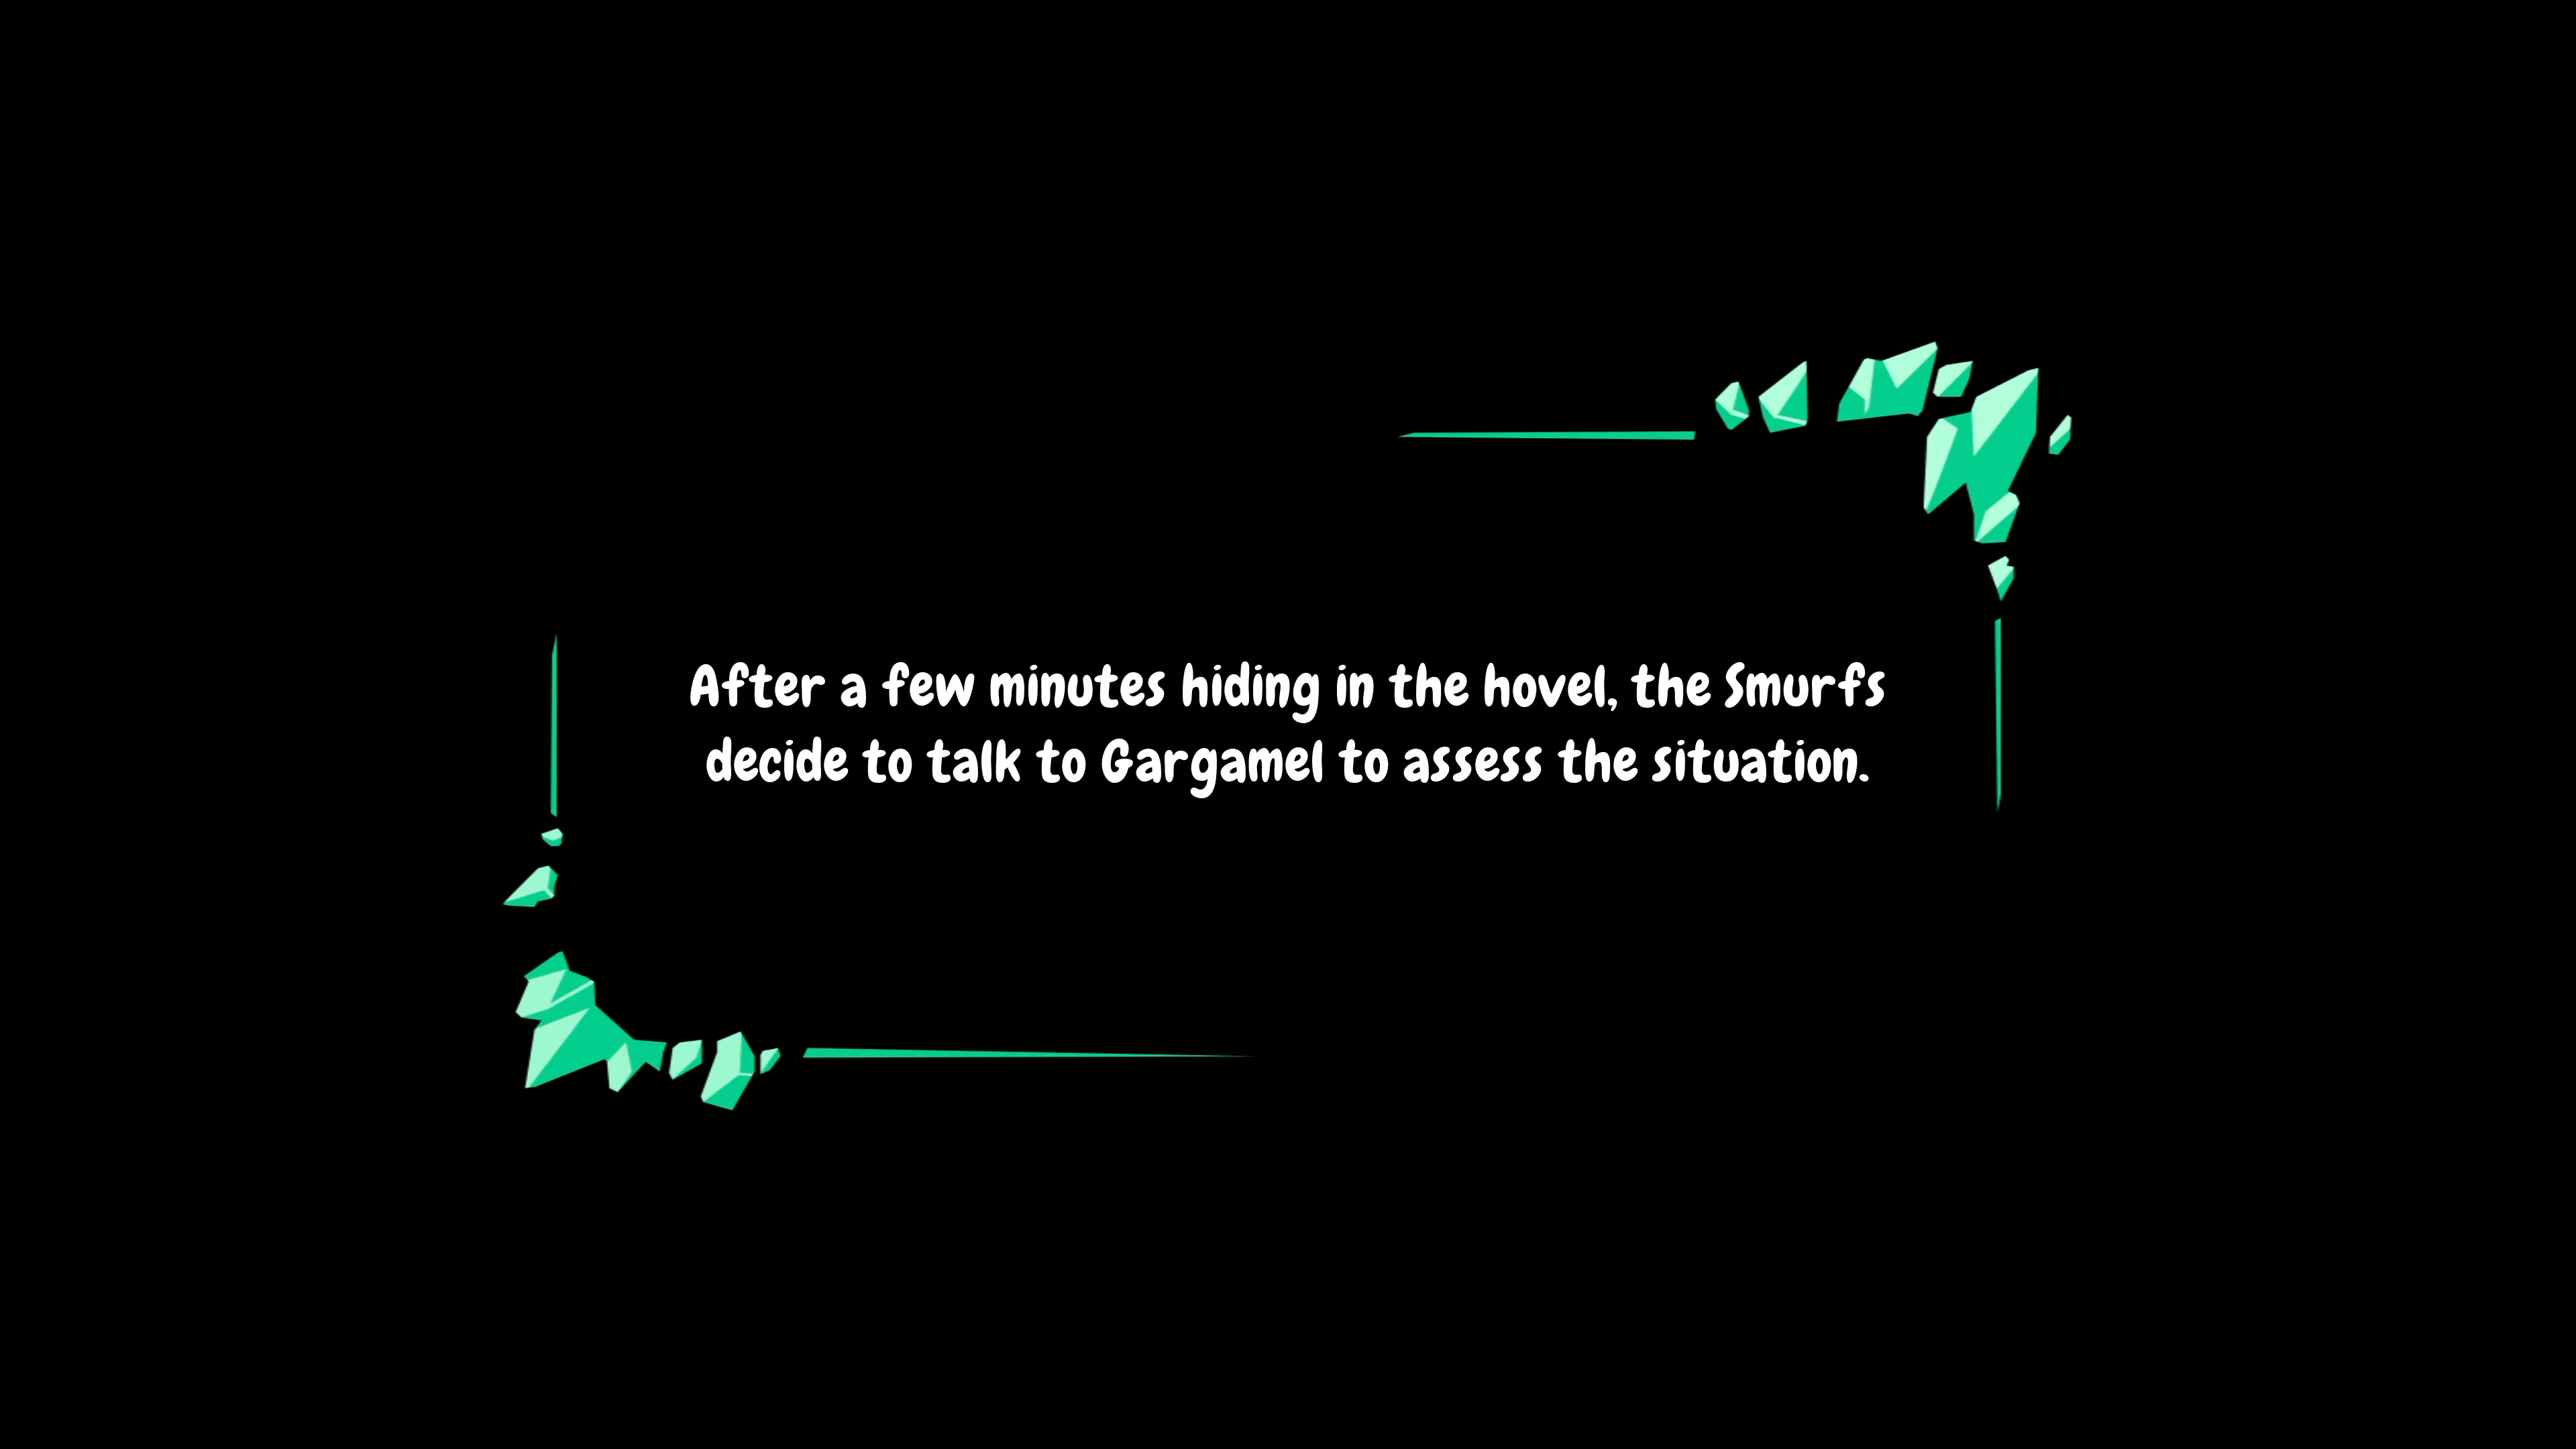 After a few minutes hiding in the hovel, the Smurfs
decide to talk to Gargamel to assess the situation.